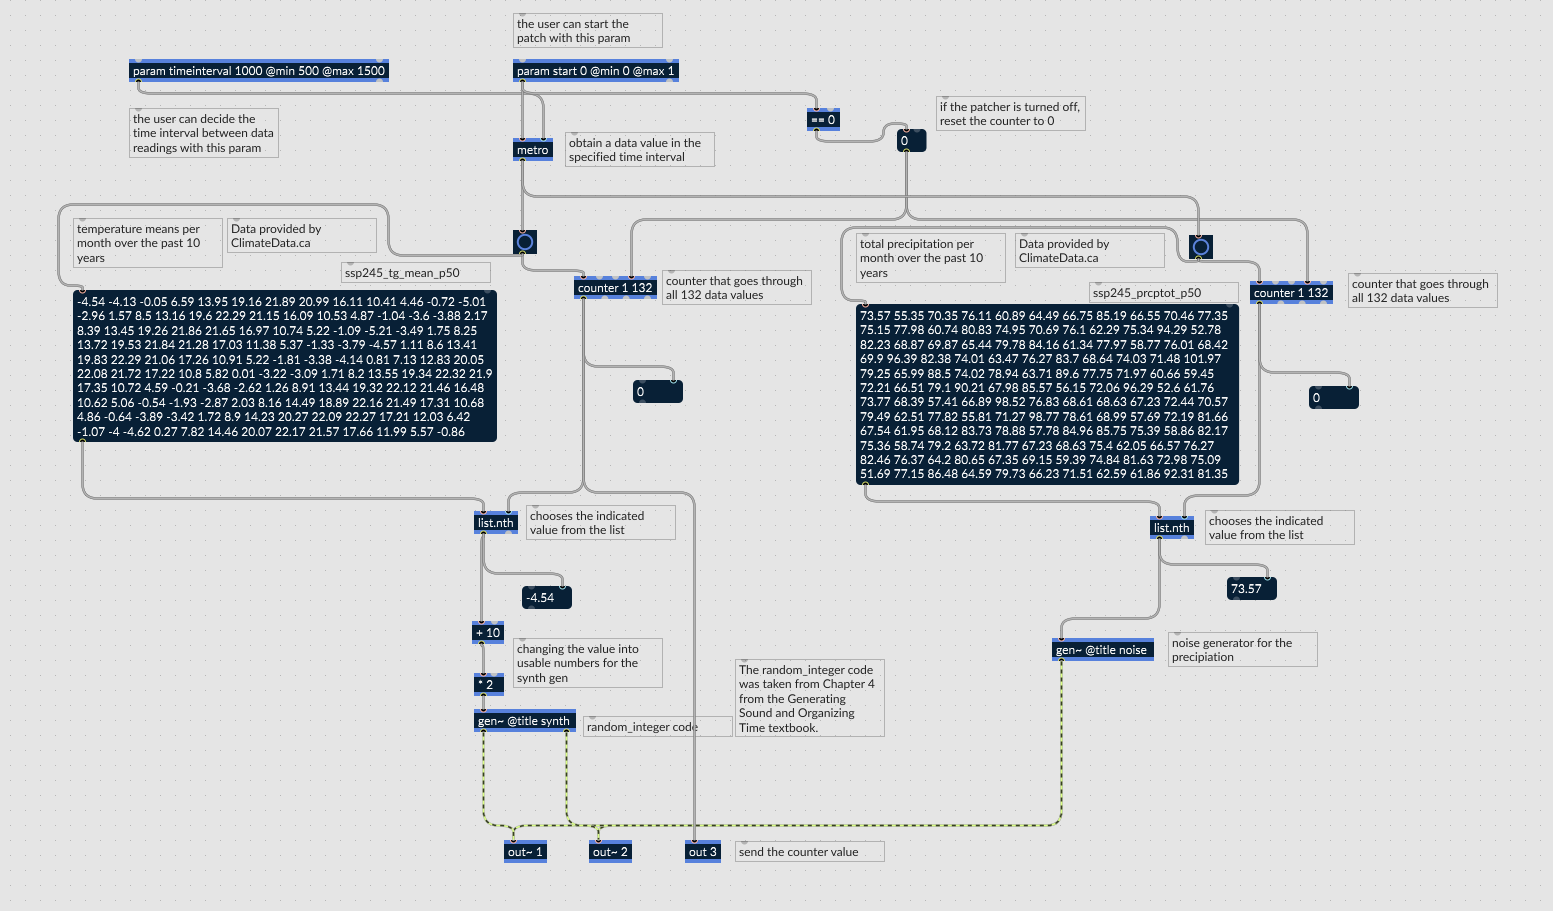 the user can start the
patch with this param
param timeinterval 1000 @min 500 @max 1500
param start 0 @min 0 @max 1
the user can decide the
time interval between data
readings with this param
metro
obtain a data value in the
specified time interval
== 0
0
if the patcher is turned off,
reset the counter to 0
temperature means per
month over the past 10
years
Data provided by
ClimateData.ca
ssp245_tg_mean_p50
counter 1 132
counter that goes through
all 132 data values
-4.54 -4.13 -0.05 6.59 13.95 19.16 21.89 20.99 16.11 10.41 4.46 -0.72 -5.01
-2.96 1.57 8.5 13.16 19.6 22.29 21.15 16.09 10.53 4.87 -1.04 -3.6 -3.88 2.17
8.39 13.45 19.26 21.86 21.65 16.97 10.74 5.22 -1.09 -5.21 -3.49 1.75 8.25
13.72 19.53 21.84 21.28 17.03 11.38 5.37 -1.33 -3.79 -4.57 1.11 8.6 13.41
19.83 22.29 21.06 17.26 10.91 5.22 -1.81 -3.38 -4.14 0.81 7.13 12.83 20.05
22.08 21.72 17.22 10.8 5.82 0.01 -3.22 -3.09 1.71 8.2 13.55 19.34 22.32 21.9
17.35 10.72 4.59 -0.21 -3.68 -2.62 1.26 8.91 13.44 19.32 22.12 21.46 16.48
10.62 5.06 -0.54 -1.93 -2.87 2.03 8.16 14.49 18.89 22.16 21.49 17.31 10.68
4.86 -0.64 -3.89 -3.42 1.72 8.9 14.23 20.27 22.09 22.27 17.21 12.03 6.42
-1.07 -4 -4.62 0.27 7.82 14.46 20.07 22.17 21.57 17.66 11.99 5.57 -0.86
0
total precipitation per
month over the past 10
years
Data provided by
ClimateData.ca
ssp245_prcptot_p50
counter 1 132
counter that goes through
all 132 data values
73.57 55.35 70.35 76.11 60.89 64.49 66.75 85.19 66.55 70.46 77.35
75.15 77.98 60.74 80.83 74.95 70.69 76.1 62.29 75.34 94.29 52.78
82.23 68.87 69.87 65.44 79.78 84.16 61.34 77.97 58.77 76.01 68.42
69.9 96.39 82.38 74.01 63.47 76.27 83.7 68.64 74.03 71.48 101.97
79.25 65.99 88.5 74.02 78.94 63.71 89.6 77.75 71.97 60.66 59.45
72.21 66.51 79.1 90.21 67.98 85.57 56.15 72.06 96.29 52.6 61.76
73.77 68.39 57.41 66.89 98.52 76.83 68.61 68.63 67.23 72.44 70.57
79.49 62.51 77.82 55.81 71.27 98.77 78.61 68.99 57.69 72.19 81.66
67.54 61.95 68.12 83.73 78.88 57.78 84.96 85.75 75.39 58.86 82.17
75.36 58.74 79.2 63.72 81.77 67.23 68.63 75.4 62.05 66.57 76.27
82.46 76.37 64.2 80.65 67.35 69.15 59.39 74.84 81.63 72.98 75.09
51.69 77.15 86.48 64.59 79.73 66.23 71.51 62.59 61.86 92.31 81.35
0
list.nth
chooses the indicated
value from the list
-4.54
list.nth
chooses the indicated
value from the list
73.57
+ 10
changing the value into
usable numbers for the
synth gen
* 2
gen~ @title synth
random_integer code
The random_integer code
was taken from Chapter 4
from the Generating
Sound and Organizing
Time textbook.
gen~ @title noise
noise generator for the
precipiation
out~ 1
out~ 2
out 3
send the counter value